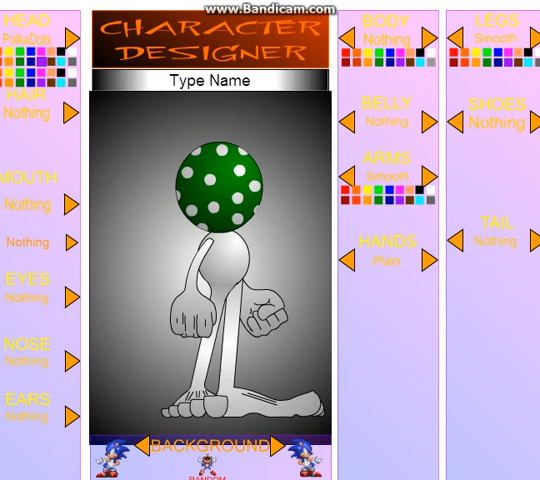 www.Bandicam.com
CHARACTER
DESIGNER
Type Name
HEAD
PolkaDots
HAIR
Nothing
MOUTH
Nothing
Nothing
EYES
Nothing
NOSE
Nothing
EARS
Nothing
BACKGROUND
RANDOM
BODY
Nothing
BELLY
Nothing
ARMS
Smooth
HANDS
Plain
LEGS
Smooth
SHOES
Nothing
TAIL
Nothing